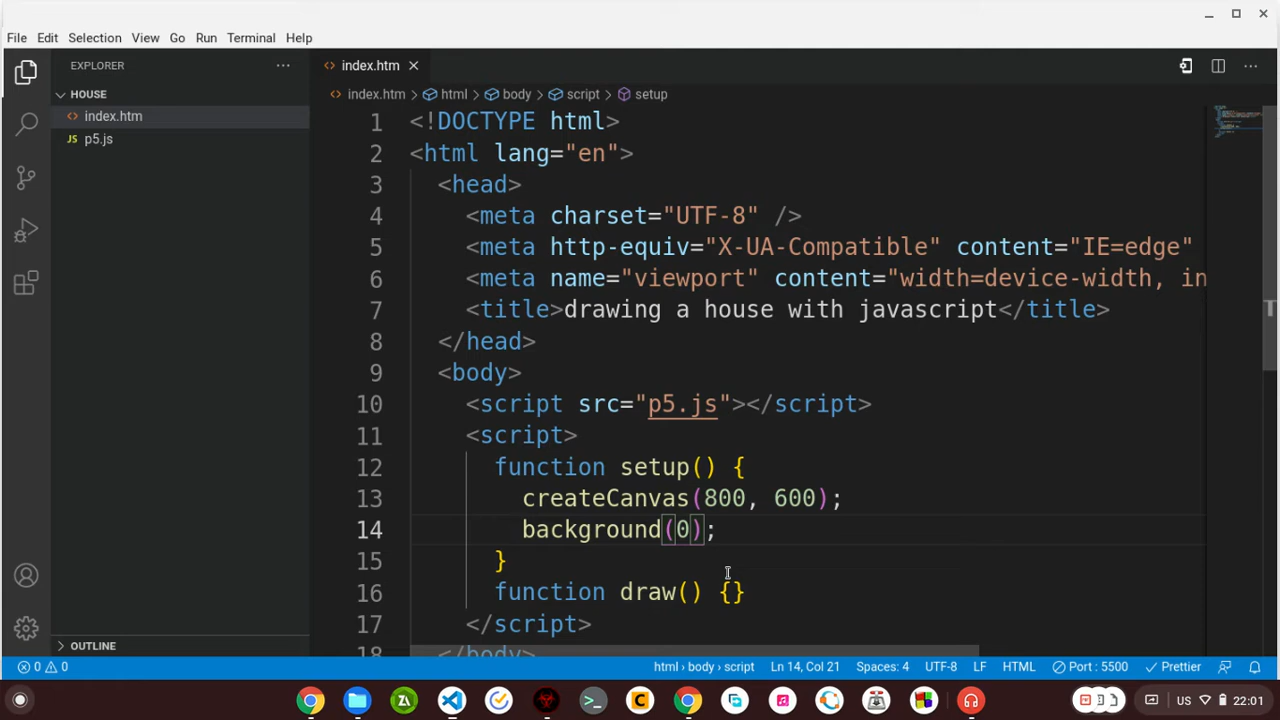 File Edit Selection View Go Run Terminal Help
EXPLORER
HOUSE
index.htm
JS p5.js
OUTLINE
<> index.htm
<> index.htm > html > body > script > setup
1 <!DOCTYPE html>
2 <html lang="en">
3 <head>
4 <meta charset="UTF-8" />
5 <meta http-equiv="X-UA-Compatible" content="IE=edge"
6 <meta name="viewport" content="width=device-width, in
7 <title>drawing a house with javascript</title>
8 </head>
9 <body>
10 <script src="p5.js"></script>
11 <script>
12 function setup() {
13 createCanvas(800, 600);
14 background(0);
15 }
16 function draw() {}
17 </script>
18 </body>
0 0 html > body > script Ln 14, Col 21 Spaces: 4 UTF-8 LF HTML Port : 5500 Prettier
US 22:01